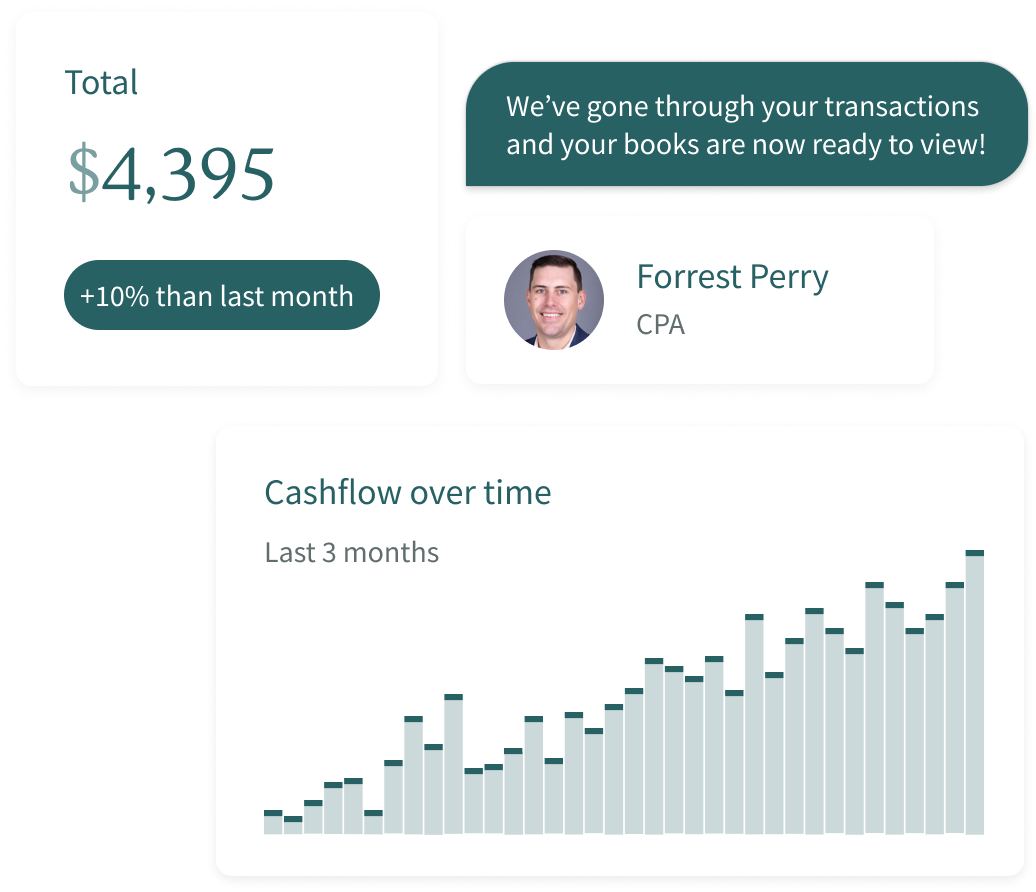 Total
$4,395
+10% than last month
We’ve gone through your transactions
and your books are now ready to view!
Forrest Perry
CPA
Cashflow over time
Last 3 months